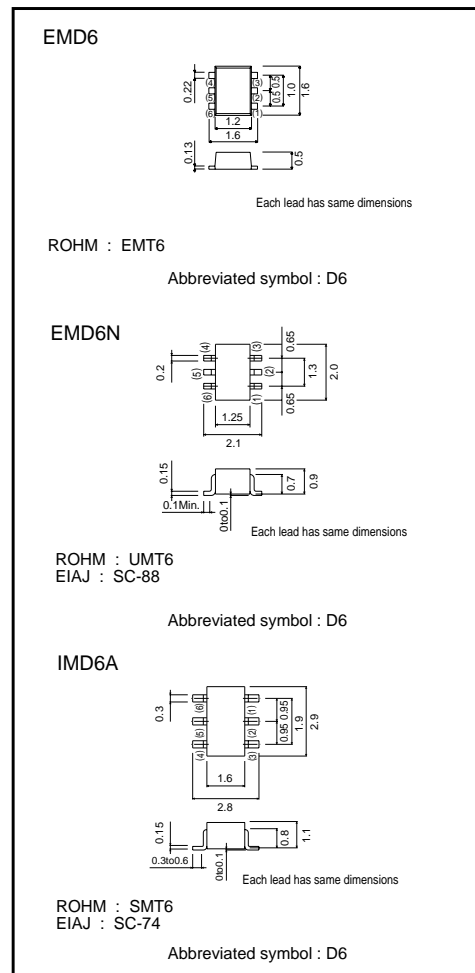 EMD6
0.22
(4)
(3)
(5)
(2)
(6)
(1)
0.5 0.5
1.0
1.6
1.2
1.6
0.13
0.5
Each lead has same dimensions
ROHM : EMT6
Abbreviated symbol : D6
EMD6N
0.2
(4)
(3)
(5)
(2)
(6)
(1)
0.65
1.3
2.0
0.65
1.25
2.1
0.15
0.1Min.
0to0.1
0.7
0.9
Each lead has same dimensions
ROHM : UMT6
EIAJ : SC-88
Abbreviated symbol : D6
IMD6A
0.3
(6)
(1)
(5)
(2)
(4)
(3)
0.95 0.95
1.9
2.9
1.6
2.8
0.15
0.3to0.6
0to0.1
0.8
1.1
Each lead has same dimensions
ROHM : SMT6
EIAJ : SC-74
Abbreviated symbol : D6